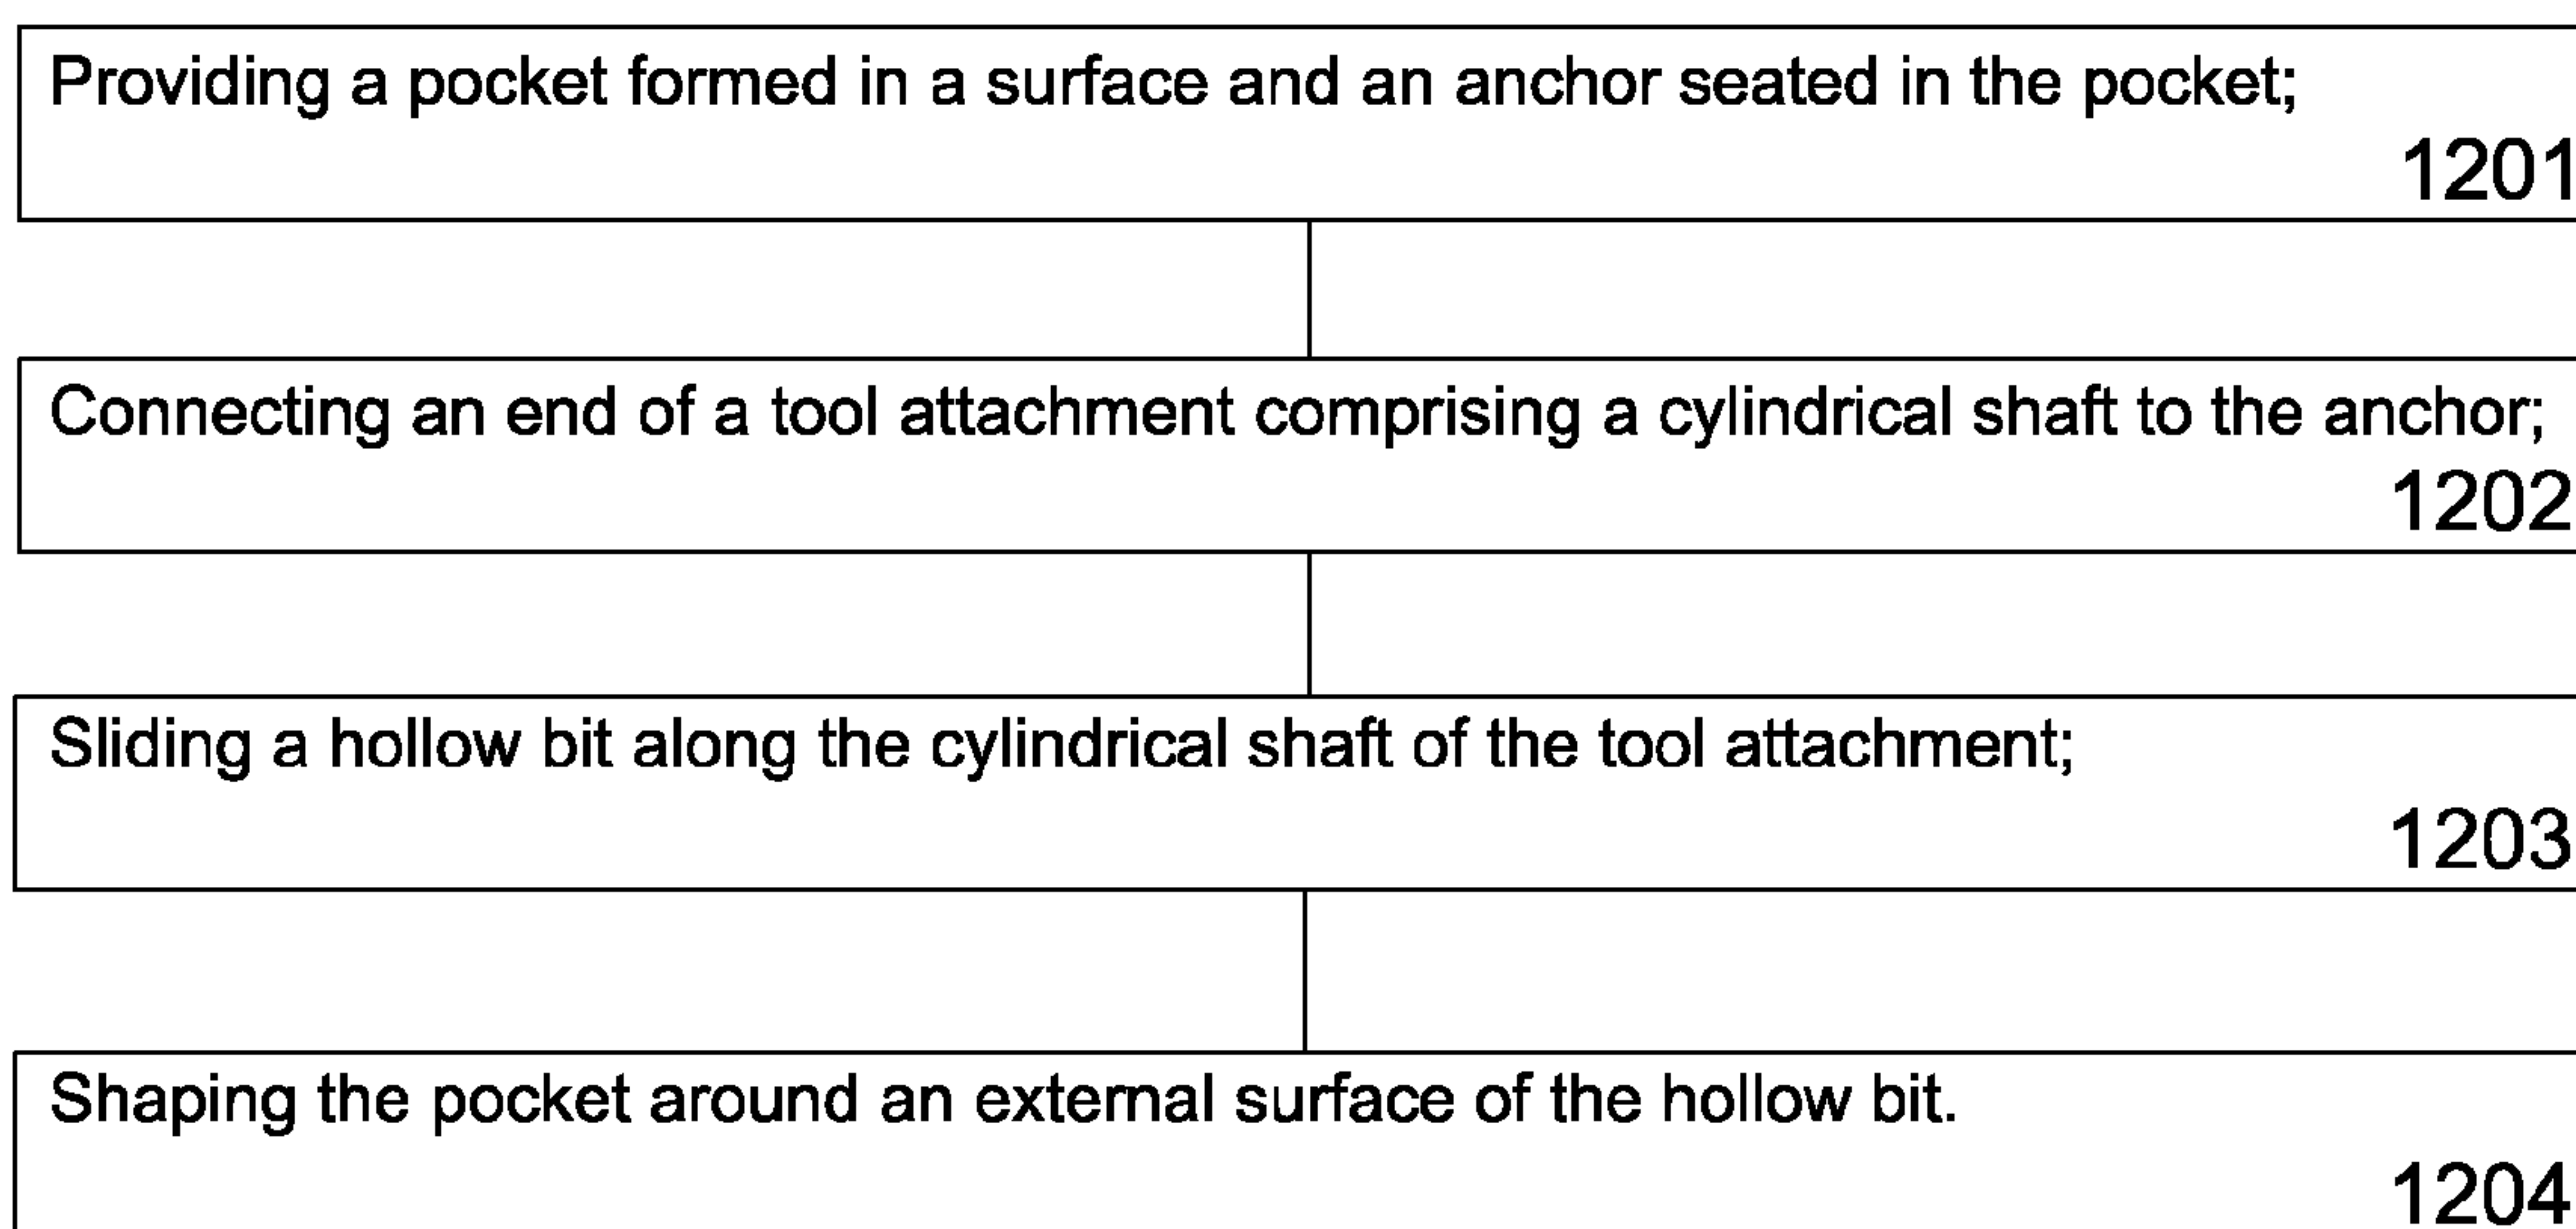 Providing a pocket formed in a surface and an anchor seated in the pocket;
1201
Connecting an end of a tool attachment comprising a cylindrical shaft to the anchor;
1202
Sliding a hollow bit along the cylindrical shaft of the tool attachment;
1203
Shaping the pocket around an external surface of the hollow bit.
1204